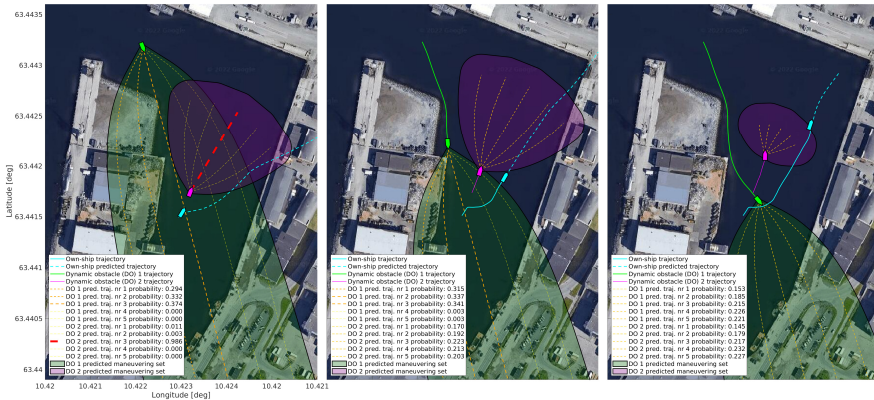 63.4435
63.443
63.4425
63.442
63.4415
63.441
63.4405
63.44
Latitude [deg]
10.42
10.421
10.422
10.423
10.424
10.425
10.421
Longitude [deg]
Own-ship trajectory
Own-ship predicted trajectory
Dynamic obstacle (DO) 1 trajectory
Dynamic obstacle (DO) 2 trajectory
DO 1 pred. traj. nr 1 probability: 0.294
DO 1 pred. traj. nr 2 probability: 0.332
DO 1 pred. traj. nr 3 probability: 0.374
DO 1 pred. traj. nr 4 probability: 0.000
DO 1 pred. traj. nr 5 probability: 0.000
DO 2 pred. traj. nr 1 probability: 0.011
DO 2 pred. traj. nr 2 probability: 0.003
DO 2 pred. traj. nr 3 probability: 0.986
DO 2 pred. traj. nr 4 probability: 0.000
DO 2 pred. traj. nr 5 probability: 0.000
DO 1 predicted maneuvering set
DO 2 predicted maneuvering set
Own-ship trajectory
Own-ship predicted trajectory
Dynamic obstacle (DO) 1 trajectory
Dynamic obstacle (DO) 2 trajectory
DO 1 pred. traj. nr 1 probability: 0.315
DO 1 pred. traj. nr 2 probability: 0.337
DO 1 pred. traj. nr 3 probability: 0.341
DO 1 pred. traj. nr 4 probability: 0.003
DO 1 pred. traj. nr 5 probability: 0.003
DO 2 pred. traj. nr 1 probability: 0.170
DO 2 pred. traj. nr 2 probability: 0.192
DO 2 pred. traj. nr 3 probability: 0.223
DO 2 pred. traj. nr 4 probability: 0.213
DO 2 pred. traj. nr 5 probability: 0.203
DO 1 predicted maneuvering set
DO 2 predicted maneuvering set
Own-ship trajectory
Own-ship predicted trajectory
Dynamic obstacle (DO) 1 trajectory
Dynamic obstacle (DO) 2 trajectory
DO 1 pred. traj. nr 1 probability: 0.153
DO 1 pred. traj. nr 2 probability: 0.185
DO 1 pred. traj. nr 3 probability: 0.215
DO 1 pred. traj. nr 4 probability: 0.226
DO 1 pred. traj. nr 5 probability: 0.221
DO 2 pred. traj. nr 1 probability: 0.145
DO 2 pred. traj. nr 2 probability: 0.179
DO 2 pred. traj. nr 3 probability: 0.217
DO 2 pred. traj. nr 4 probability: 0.232
DO 2 pred. traj. nr 5 probability: 0.227
DO 1 predicted maneuvering set
DO 2 predicted maneuvering set